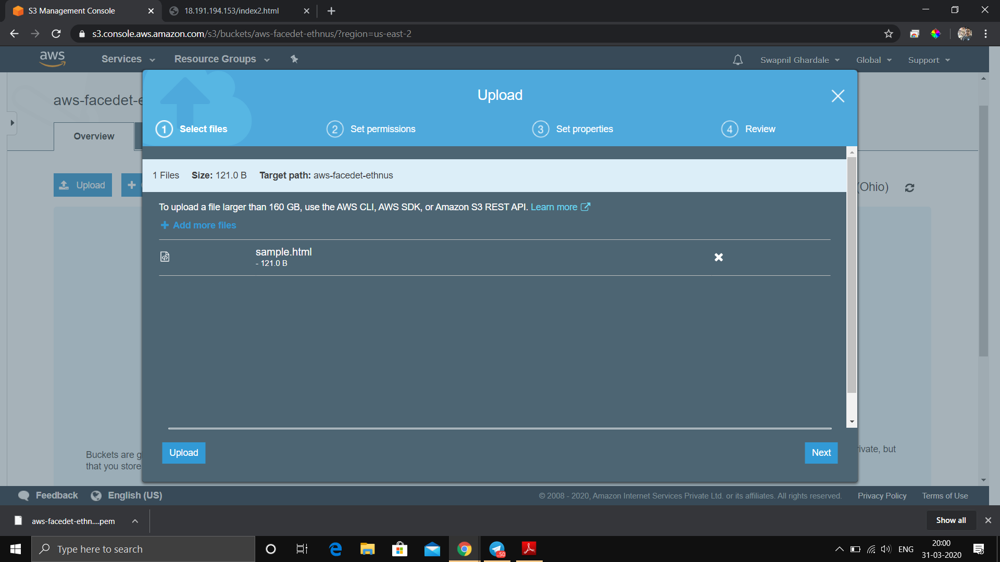 S3 Management Console
18.191.194.153/index2.html
s3.console.aws.amazon.com/s3/buckets/aws-facedet-ethnus/?region=us-east-2
aws
Services
Resource Groups
Swapnil Ghardale
Global
Support
aws-facedet-e
Upload
1 Select files
2 Set permissions
3 Set properties
4 Review
Overview
1 Files Size: 121.0 B Target path: aws-facedet-ethnus
Upload
(Ohio)
To upload a file larger than 160 GB, use the AWS CLI, AWS SDK, or Amazon S3 REST API. Learn more
Add more files
sample.html
- 121.0 B
Upload
Next
Buckets are g
that you store
ivate, but
Feedback
English (US)
© 2008 - 2020, Amazon Internet Services Private Ltd. or its affiliates. All rights reserved.
Privacy Policy
Terms of Use
aws-facedet-ethn....pem
Show all
Type here to search
..50
ENG
20:00
31-03-2020